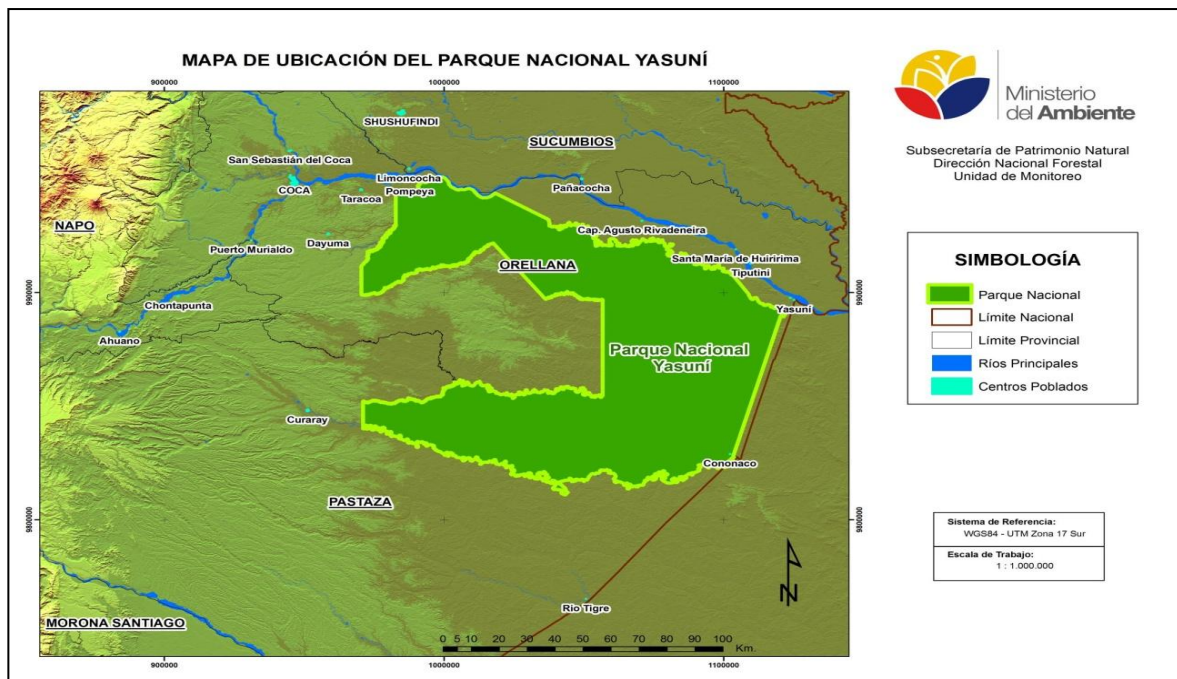 MAPA DE UBICACIÓN DEL PARQUE NACIONAL YASUNÍ
900000
1000000
1100000
SHUSHUFINDI
SUCUMBIOS
San Sebastián del Coca
COCA
Limoncocha
Pañacocha
Taracoa
Pompeya
NAPO
Cap. Agusto Rivadeneira
Dayuma
Puerto Murialdo
Santa María de Huiririma
ORELLANA
Tiputini
9900000
9900000
Chontapunta
Yasuní
Ahuano
Parque Nacional
Yasuní
Curaray
Cononaco
PASTAZA
9800000
9800000
Rio Tigre
MORONA SANTIAGO
0 5 10 20 30 40 50 60 70 80 90 100
Km.
900000
1000000
1100000
N
Ministerio
del Ambiente
Subsecretaría de Patrimonio Natural
Dirección Nacional Forestal
Unidad de Monitoreo
SIMBOLOGÍA
Parque Nacional
Límite Nacional
Límite Provincial
Ríos Principales
Centros Poblados
Sistema de Referencia:
WGS84 - UTM Zona 17 Sur
Escala de Trabajo:
1 : 1.000.000